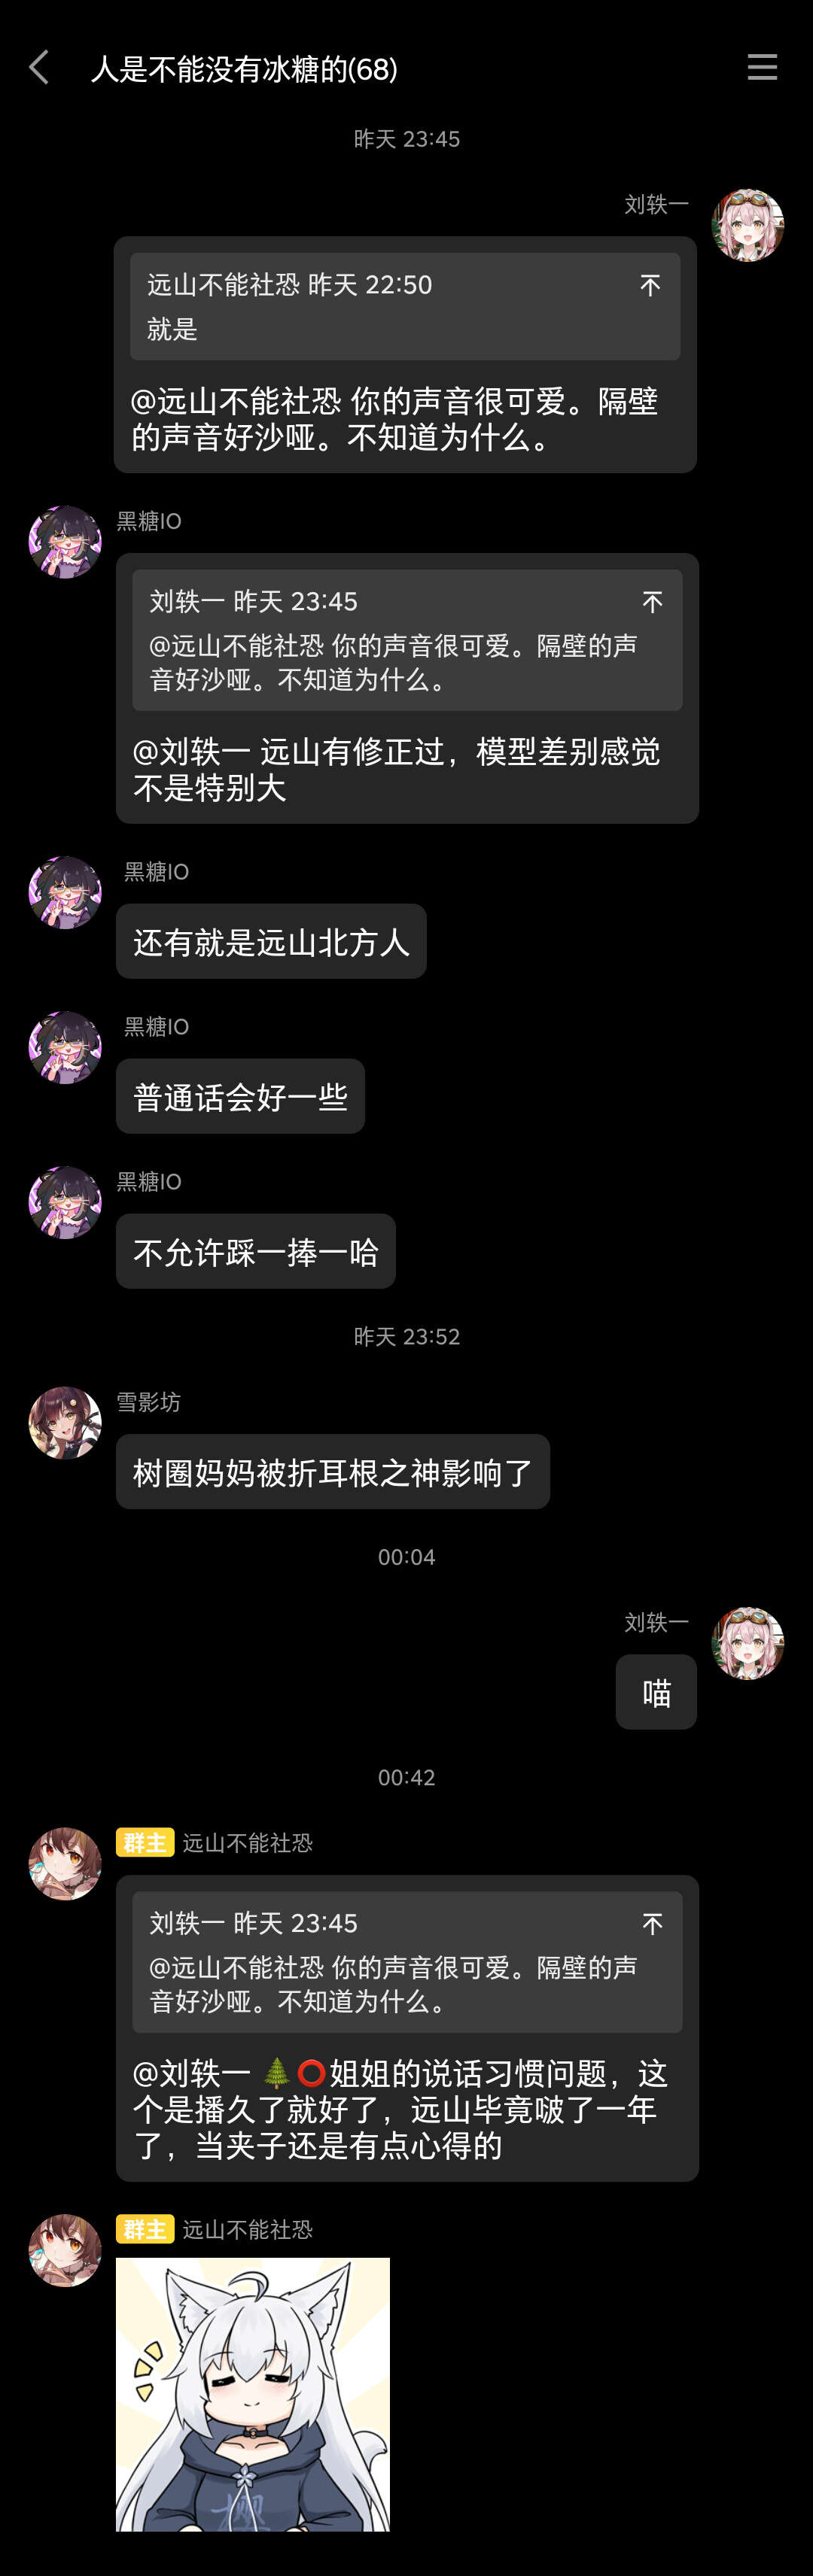 人是不能没有冰糖的(68)
昨天 23:45
刘轶一
远山不能社恐 昨天 22:50
就是
@远山不能社恐 你的声音很可爱。隔壁
的声音好沙哑。不知道为什么。
黑糖IO
刘轶一 昨天 23:45
@远山不能社恐 你的声音很可爱。隔壁的声
音好沙哑。不知道为什么。
@刘轶一 远山有修正过，模型差别感觉
不是特别大
黑糖IO
还有就是远山北方人
黑糖IO
普通话会好一些
黑糖IO
不允许踩一捧一哈
昨天 23:52
雪影坊
树圈妈妈被折耳根之神影响了
00:04
刘轶一
喵
00:42
群主 远山不能社恐
刘轶一 昨天 23:45
@远山不能社恐 你的声音很可爱。隔壁的声
音好沙哑。不知道为什么。
@刘轶一 🌲⭕姐姐的说话习惯问题，这
个是播久了就好了，远山毕竟啵了一年
了，当夹子还是有点心得的
群主 远山不能社恐